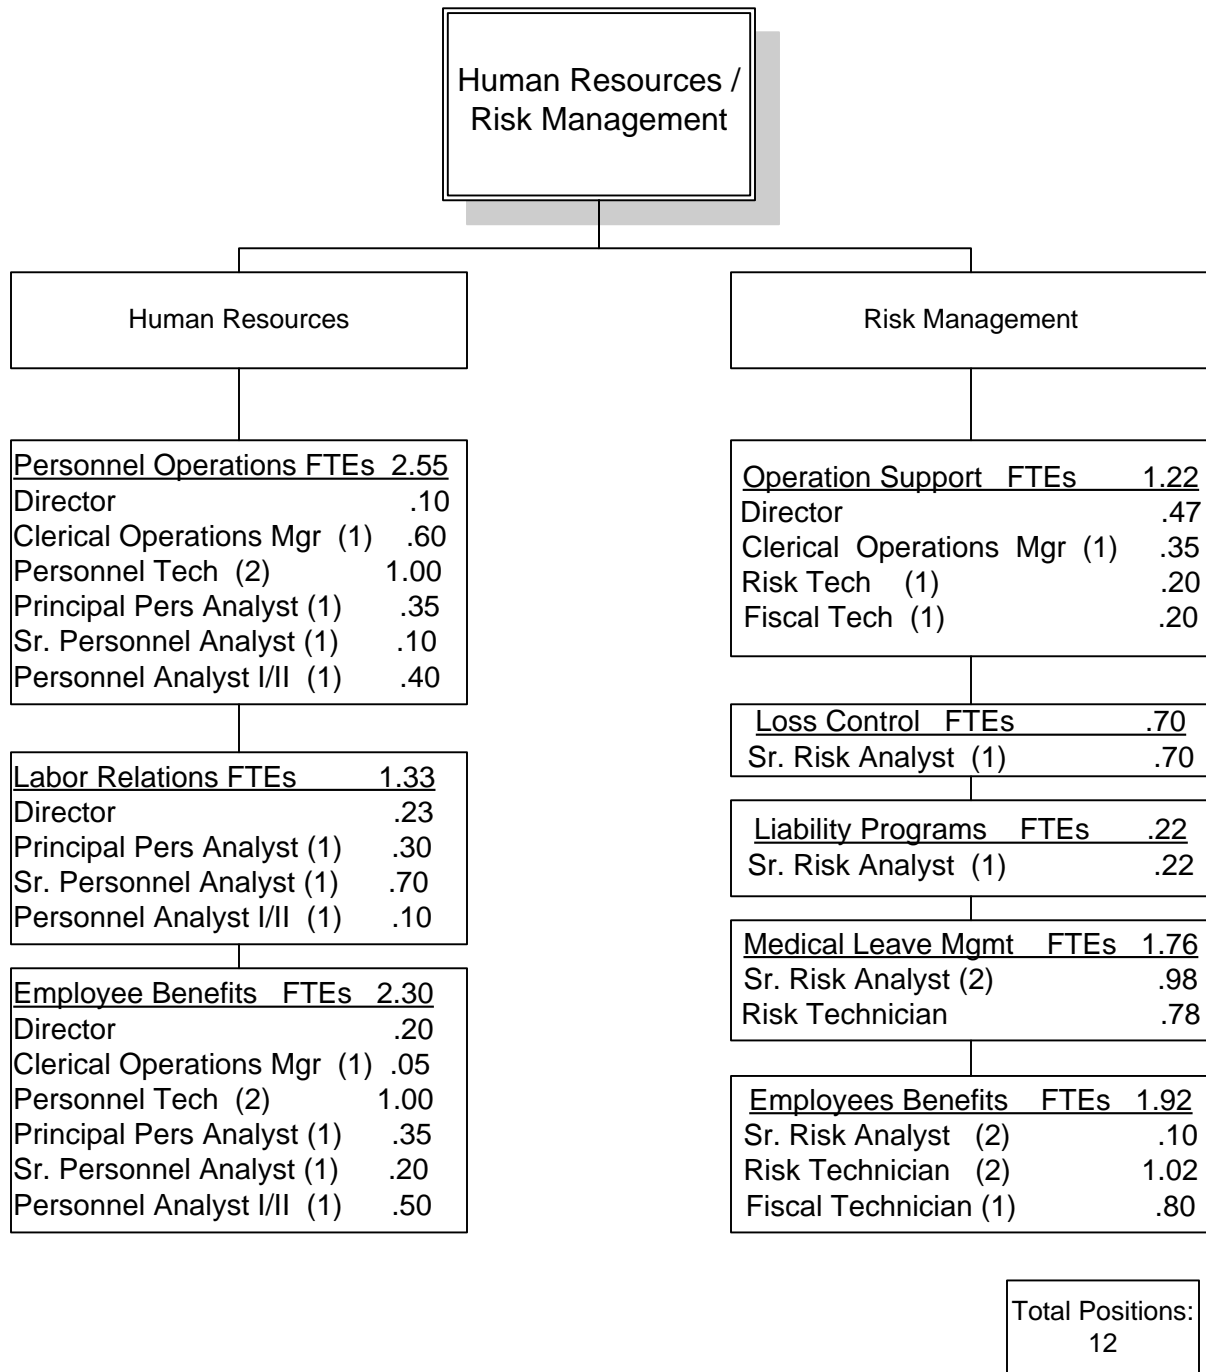 Human Resources /
Risk Management
Human Resources
Personnel Operations FTEs 2.55
Director .10
Clerical Operations Mgr (1) .60
Personnel Tech (2) 1.00
Principal Pers Analyst (1) .35
Sr. Personnel Analyst (1) .10
Personnel Analyst I/II (1) .40
Labor Relations FTEs 1.33
Director .23
Principal Pers Analyst (1) .30
Sr. Personnel Analyst (1) .70
Personnel Analyst I/II (1) .10
Employee Benefits FTEs 2.30
Director .20
Clerical Operations Mgr (1) .05
Personnel Tech (2) 1.00
Principal Pers Analyst (1) .35
Sr. Personnel Analyst (1) .20
Personnel Analyst I/II (1) .50
Risk Management
Operation Support FTEs 1.22
Director .47
Clerical Operations Mgr (1) .35
Risk Tech (1) .20
Fiscal Tech (1) .20
Loss Control FTEs .70
Sr. Risk Analyst (1) .70
Liability Programs FTEs .22
Sr. Risk Analyst (1) .22
Medical Leave Mgmt FTEs 1.76
Sr. Risk Analyst (2) .98
Risk Technician .78
Employees Benefits FTEs 1.92
Sr. Risk Analyst (2) .10
Risk Technician (2) 1.02
Fiscal Technician (1) .80
Total Positions:
12